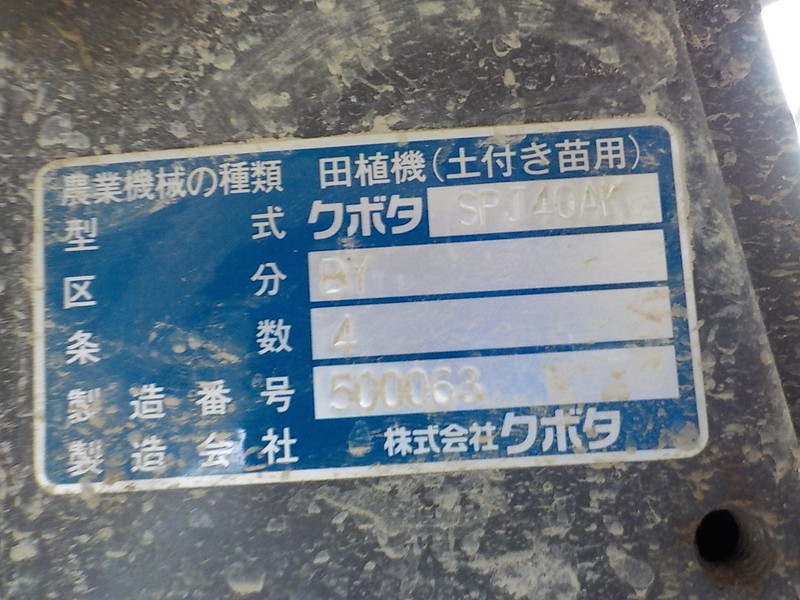 農業機械の種類 田植機(土付き苗用)
型式 クボタ SPJ40AK
区分 BY
条数 4
製造番号 500063
製造会社 株式会社クボタ